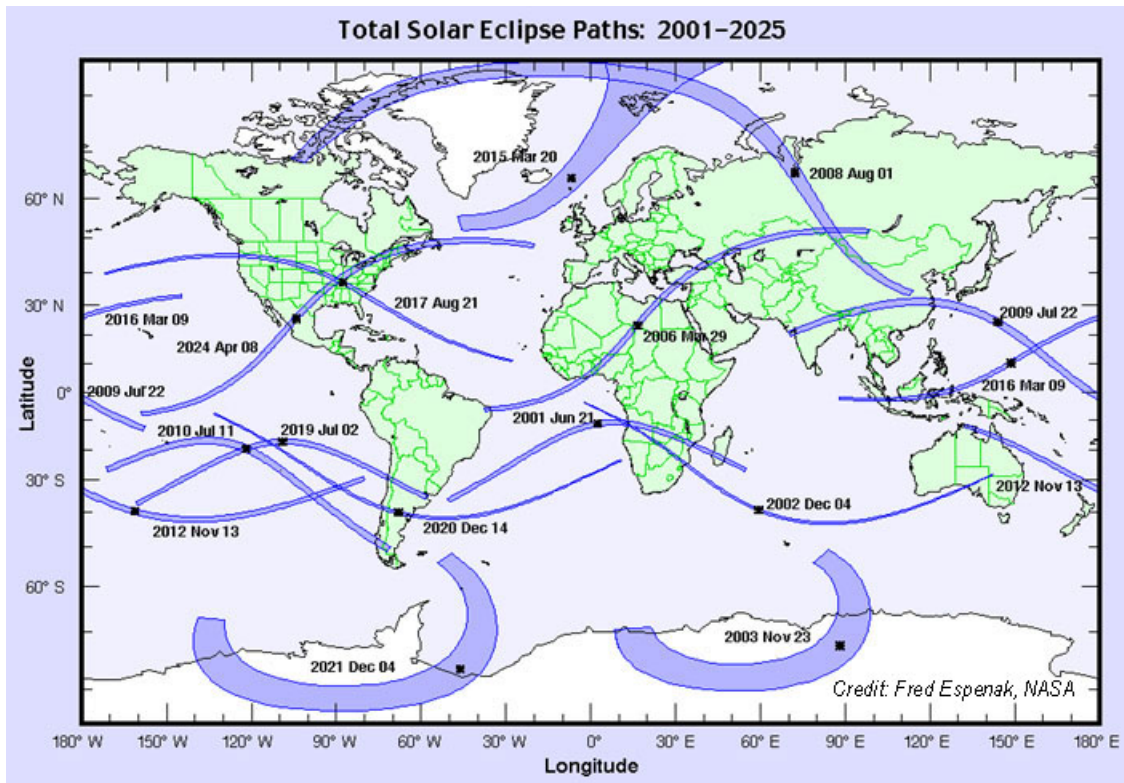 Total Solar Eclipse Paths: 2001–2025
2015 Mar 20
2008 Aug 01
60° N
2017 Aug 21
30° N
2016 Mar 09
2009 Jul 22
2024 Apr 08
2006 Mar 29
2016 Mar 09
0°
2009 Jul 22
2001 Jun 21
2010 Jul 11
2019 Jul 02
30° S
2012 Nov 13
2002 Dec 04
2020 Dec 14
2012 Nov 13
60° S
2003 Nov 23
2021 Dec 04
Credit: Fred Espenak, NASA
Latitude
180° W 150° W 120° W 90° W 60° W 30° W 0° 30° E 60° E 90° E 120° E 150° E 180° E
Longitude